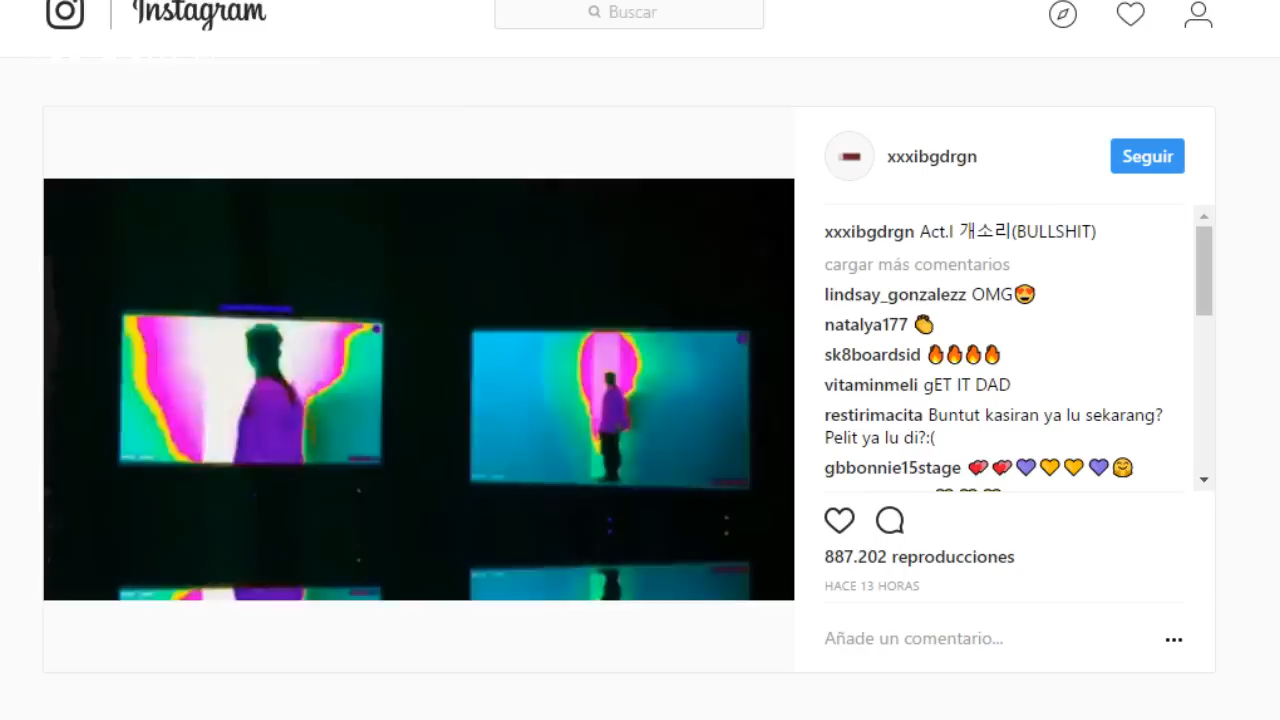 Instagram
Buscar
xxxibgdrgn
Seguir
xxxibgdrgn Act.I 개소리(BULLSHIT)
cargar más comentarios
lindsay_gonzalezz OMG😍
natalya177 👏
sk8boardsid 🔥🔥🔥🔥
vitaminmeli gET IT DAD
restirimacita Buntut kasiran ya lu sekarang?
Pelit ya lu di?:(
gbbonnie15stage 💞💞💜💛💛💜🤗
887.202 reproducciones
HACE 13 HORAS
Añade un comentario...